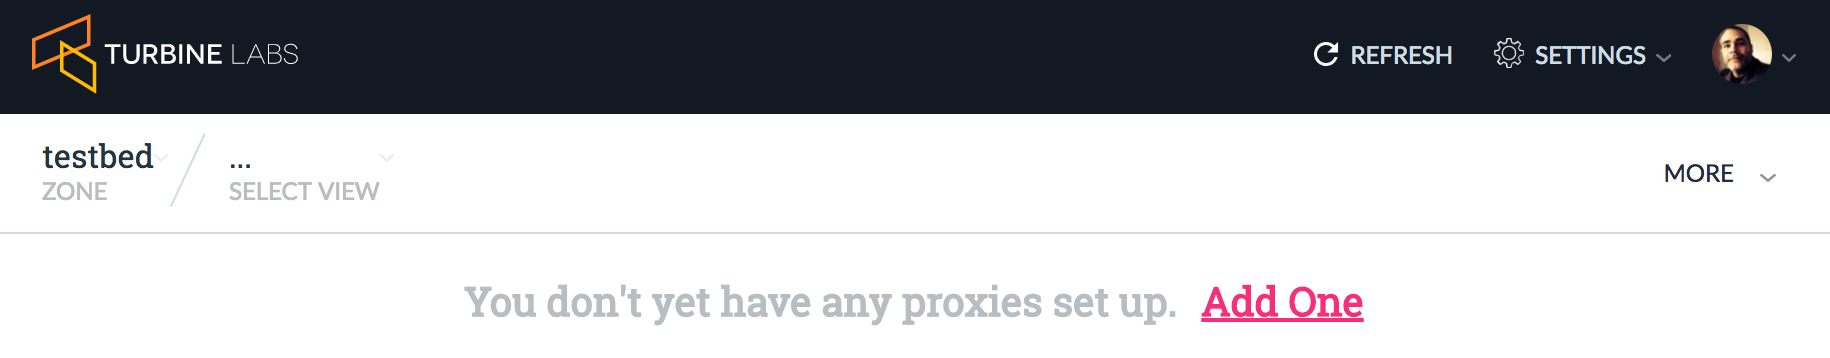 TURBINE LABS
REFRESH
SETTINGS
testbed
...
ZONE
SELECT VIEW
MORE
You don't yet have any proxies set up. Add One